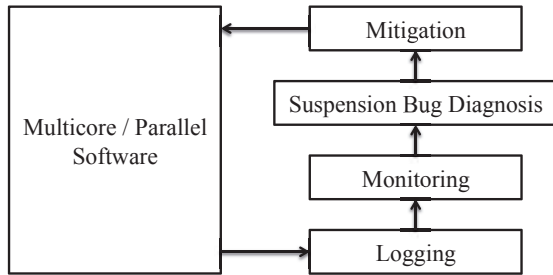 Multicore / Parallel
Software
Mitigation
Suspension Bug Diagnosis
Monitoring
Logging